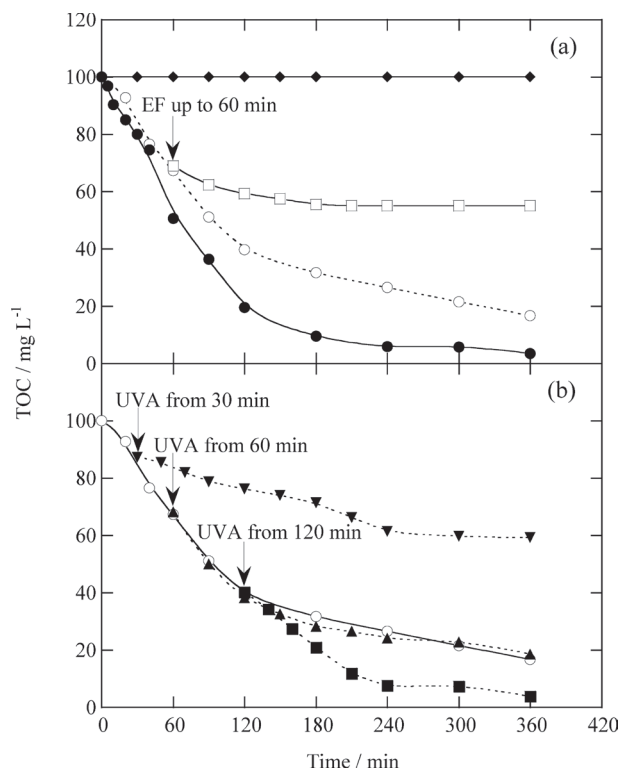 (a)
100
EF up to 60 min
80
60
40
20
0
TOC / mg L⁻¹
(b)
UVA from 30 min
100
UVA from 60 min
80
60
UVA from 120 min
40
20
0
0 60 120 180 240 300 360 420
Time / min